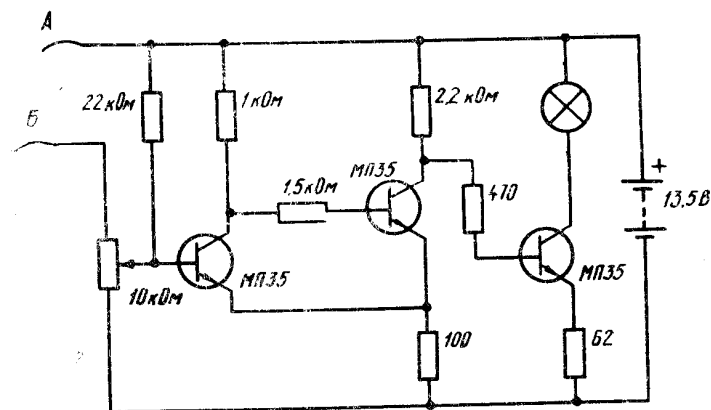 А
Б
22 кОм
1 кОм
2,2 кОм
1,5 кОм
МП35
470
+
13,5 В
10 кОм
МП35
МП35
100
62